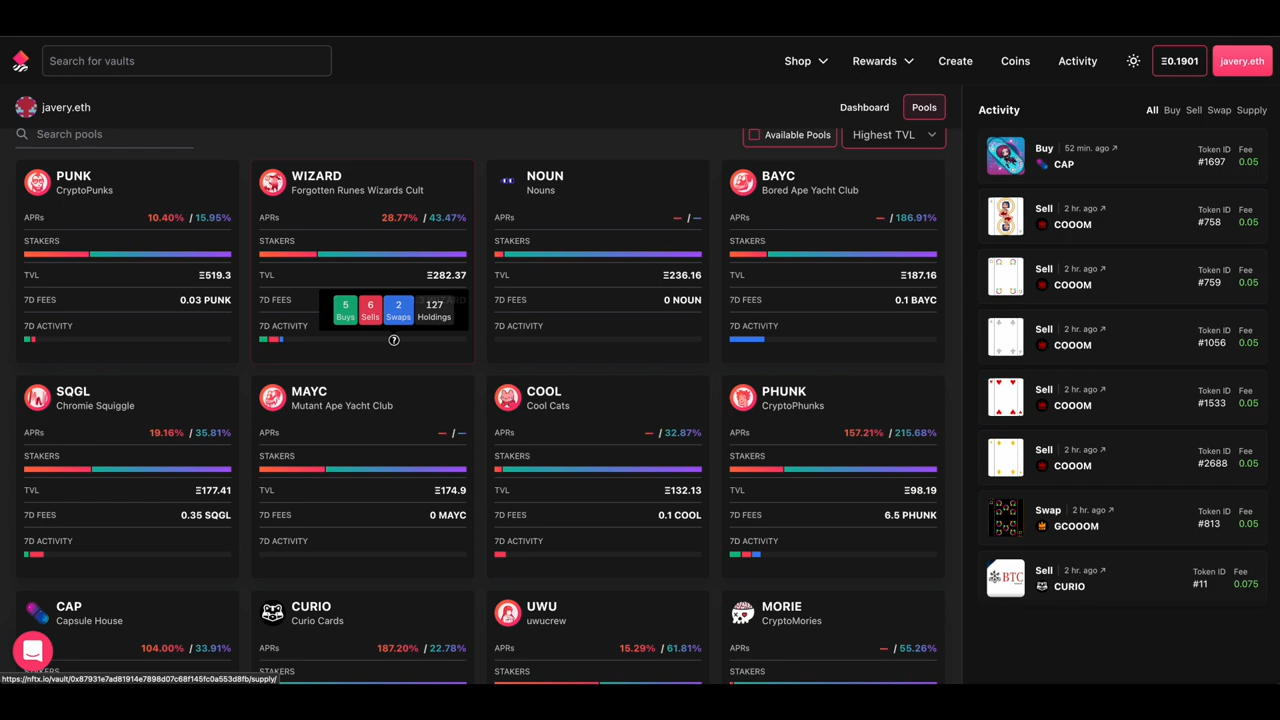 Search for vaults
Shop
Rewards
Create
Coins
Activity
Ξ0.1901
javery.eth
javery.eth
Dashboard
Pools
Search pools
Available Pools
Highest TVL
PUNK
CryptoPunks
APRs 10.40% / 15.95%
STAKERS
TVL Ξ519.3
7D FEES 0.03 PUNK
7D ACTIVITY
WIZARD
Forgotten Runes Wizards Cult
APRs 28.77% / 43.47%
STAKERS
TVL Ξ282.37
7D FEES
7D ACTIVITY
5 Buys
6 Sells
2 Swaps
127 Holdings
NOUN
Nouns
APRs — / —
STAKERS
TVL Ξ236.16
7D FEES 0 NOUN
7D ACTIVITY
BAYC
Bored Ape Yacht Club
APRs — / 186.91%
STAKERS
TVL Ξ187.16
7D FEES 0.1 BAYC
7D ACTIVITY
SQGL
Chromie Squiggle
APRs 19.16% / 35.81%
STAKERS
TVL Ξ177.41
7D FEES 0.35 SQGL
7D ACTIVITY
MAYC
Mutant Ape Yacht Club
APRs — / —
STAKERS
TVL Ξ174.9
7D FEES 0 MAYC
7D ACTIVITY
COOL
Cool Cats
APRs — / 32.87%
STAKERS
TVL Ξ132.13
7D FEES 0.1 COOL
7D ACTIVITY
PHUNK
CryptoPhunks
APRs 157.21% / 215.68%
STAKERS
TVL Ξ98.19
7D FEES 6.5 PHUNK
7D ACTIVITY
CAP
Capsule House
APRs 104.00% / 33.91%
CURIO
Curio Cards
APRs 187.20% / 22.78%
STAKERS
UWU
uwucrew
APRs 15.29% / 61.81%
STAKERS
MORIE
CryptoMories
APRs — / 55.26%
STAKERS
https://nftx.io/vault/0x87931e7ad81914e7898d07c68f145fc0a553d8fb/supply/
Activity
All Buy Sell Swap Supply
Buy 52 min. ago ↗ Token ID Fee
CAP #1697 0.05
Sell 2 hr. ago ↗ Token ID Fee
COOOM #758 0.05
Sell 2 hr. ago ↗ Token ID Fee
COOOM #759 0.05
Sell 2 hr. ago ↗ Token ID Fee
COOOM #1056 0.05
Sell 2 hr. ago ↗ Token ID Fee
COOOM #1533 0.05
Sell 2 hr. ago ↗ Token ID Fee
COOOM #2688 0.05
Swap 2 hr. ago ↗ Token ID Fee
GCOOOM #813 0.05
Sell 2 hr. ago ↗ Token ID Fee
BTC
CURIO #11 0.075